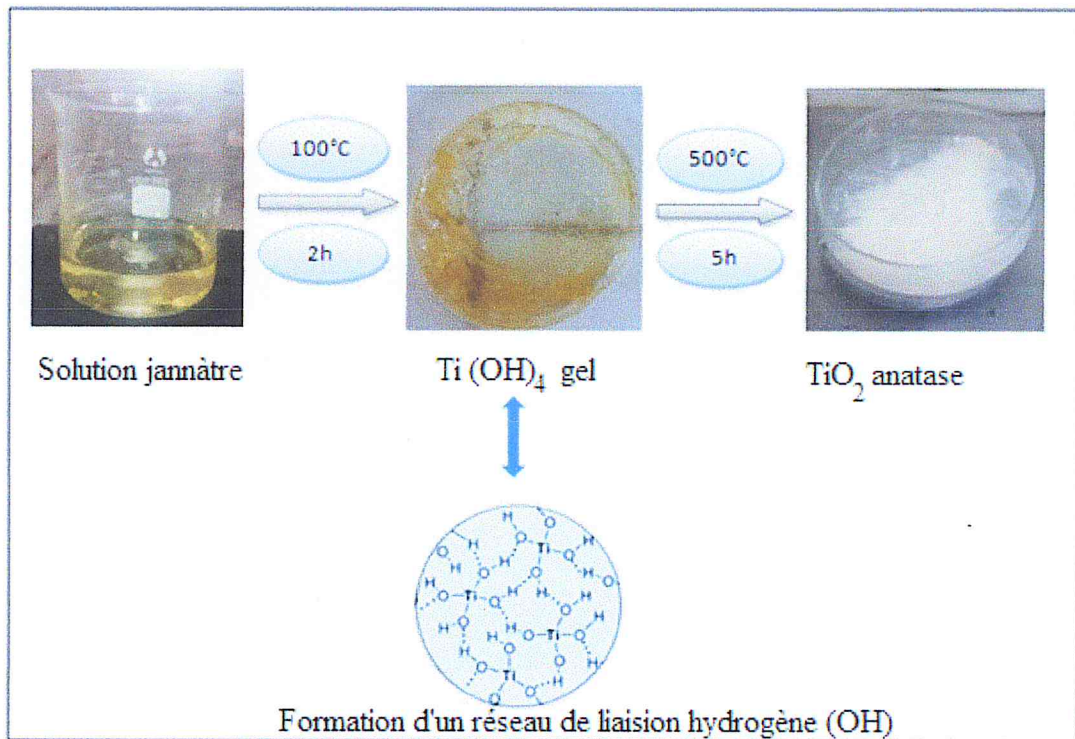 100°C
500°C
2h
5h
Solution jannàtre
Ti (OH)4 gel
TiO2 anatase
H O Ti
Formation d'un réseau de liaision hydrogène (OH)